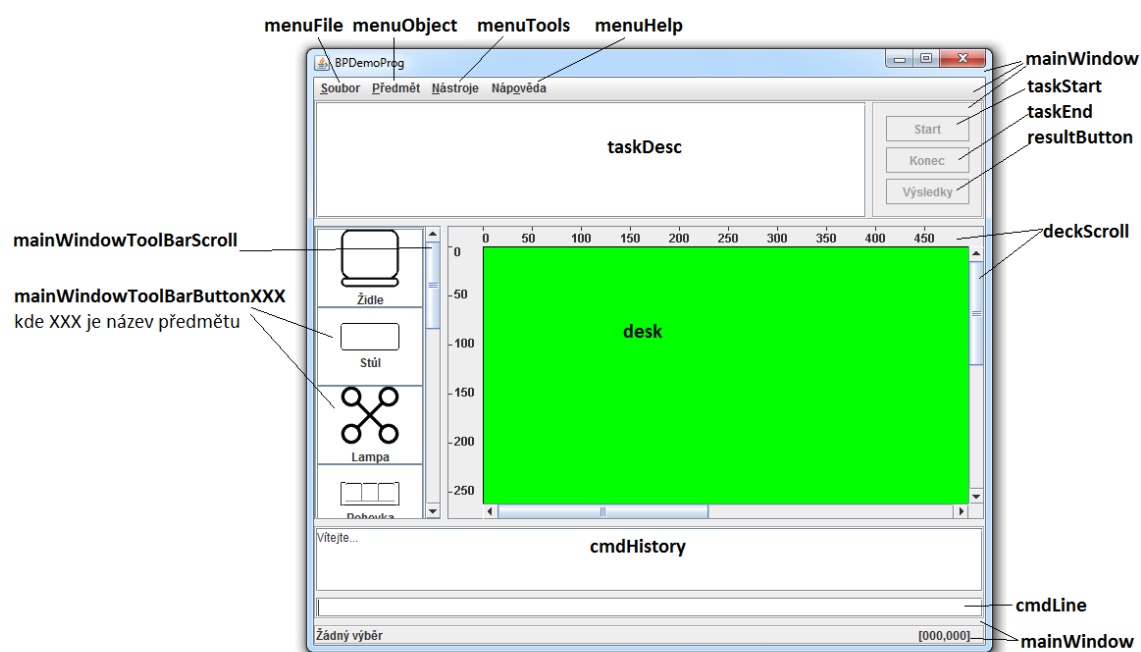 menuFile menuObject menuTools menuHelp
BPDemoProg
mainWindow
Soubor Předmět Nástroje Nápověda
taskStart
taskEnd
resultButton
Start
Konec
Výsledky
taskDesc
mainWindowToolBarScroll
deckScroll
0 50 100 150 200 250 300 350 400 450
0
50
100
150
200
250
Židle
mainWindowToolBarButtonXXX
kde XXX je název předmětu
Stůl
desk
Lampa
Pohovka
Vítejte...
cmdHistory
cmdLine
Žádný výběr [000,000]
mainWindow